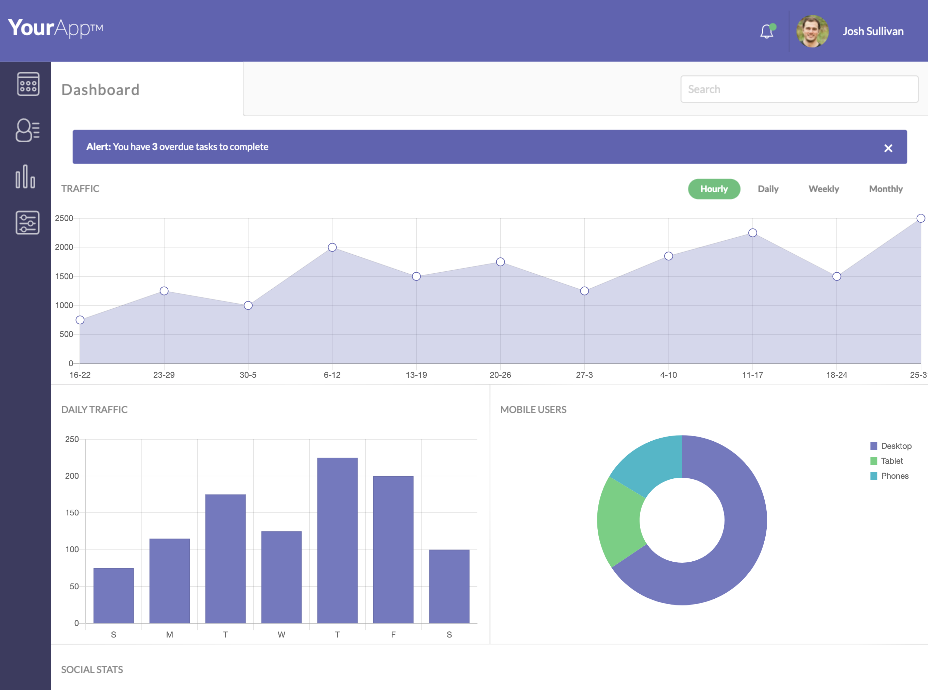 YourApp™
Josh Sullivan
Dashboard
Search
Alert: You have 3 overdue tasks to complete
TRAFFIC
Hourly Daily Weekly Monthly
2500
2000
1500
1000
500
0
16-22 23-29 30-5 6-12 13-19 20-26 27-3 4-10 11-17 18-24 25-3
DAILY TRAFFIC
250
200
150
100
50
0
S M T W T F S
MOBILE USERS
Desktop
Tablet
Phones
SOCIAL STATS